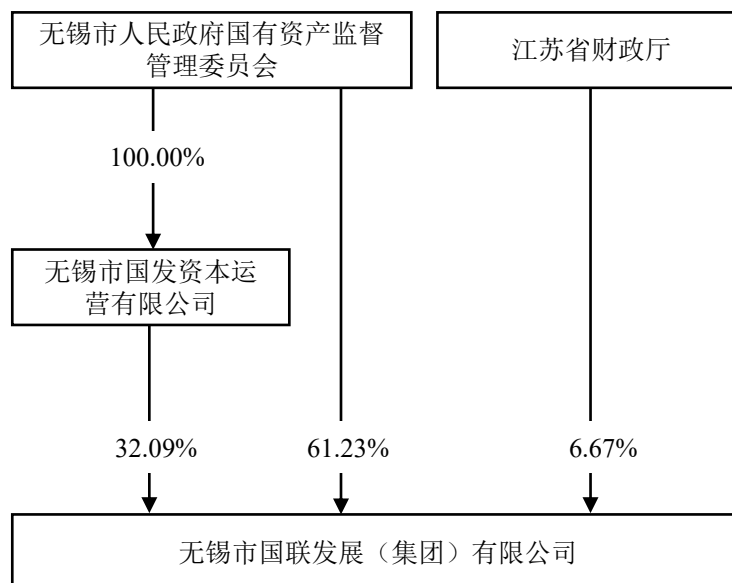 无锡市人民政府国有资产监督
管理委员会
江苏省财政厅
100.00%
无锡市国发资本运
营有限公司
32.09%
61.23%
6.67%
无锡市国联发展（集团）有限公司